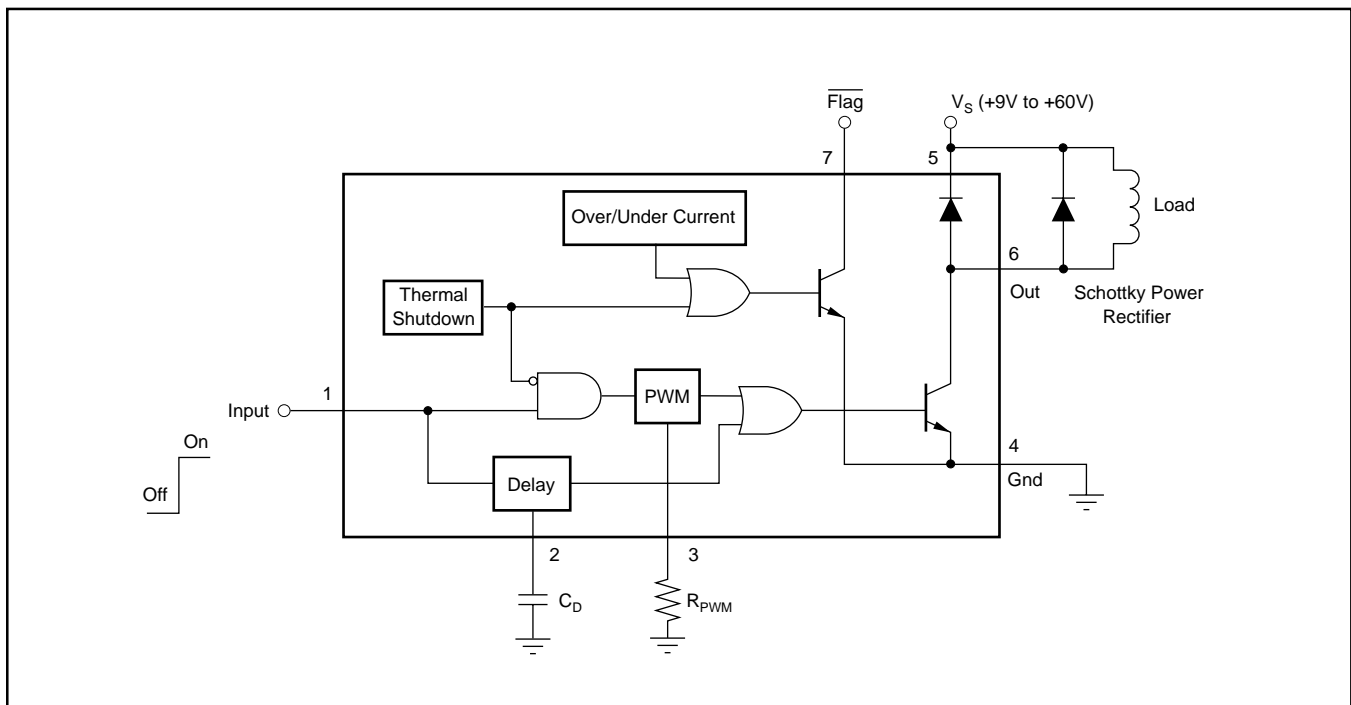 Flag
V_S (+9V to +60V)
7
5
Over/Under Current
Load
6
Thermal
Shutdown
Out
Schottky Power
Rectifier
1
PWM
Input
On
4
Delay
Gnd
Off
2
3
C_D
R_PWM